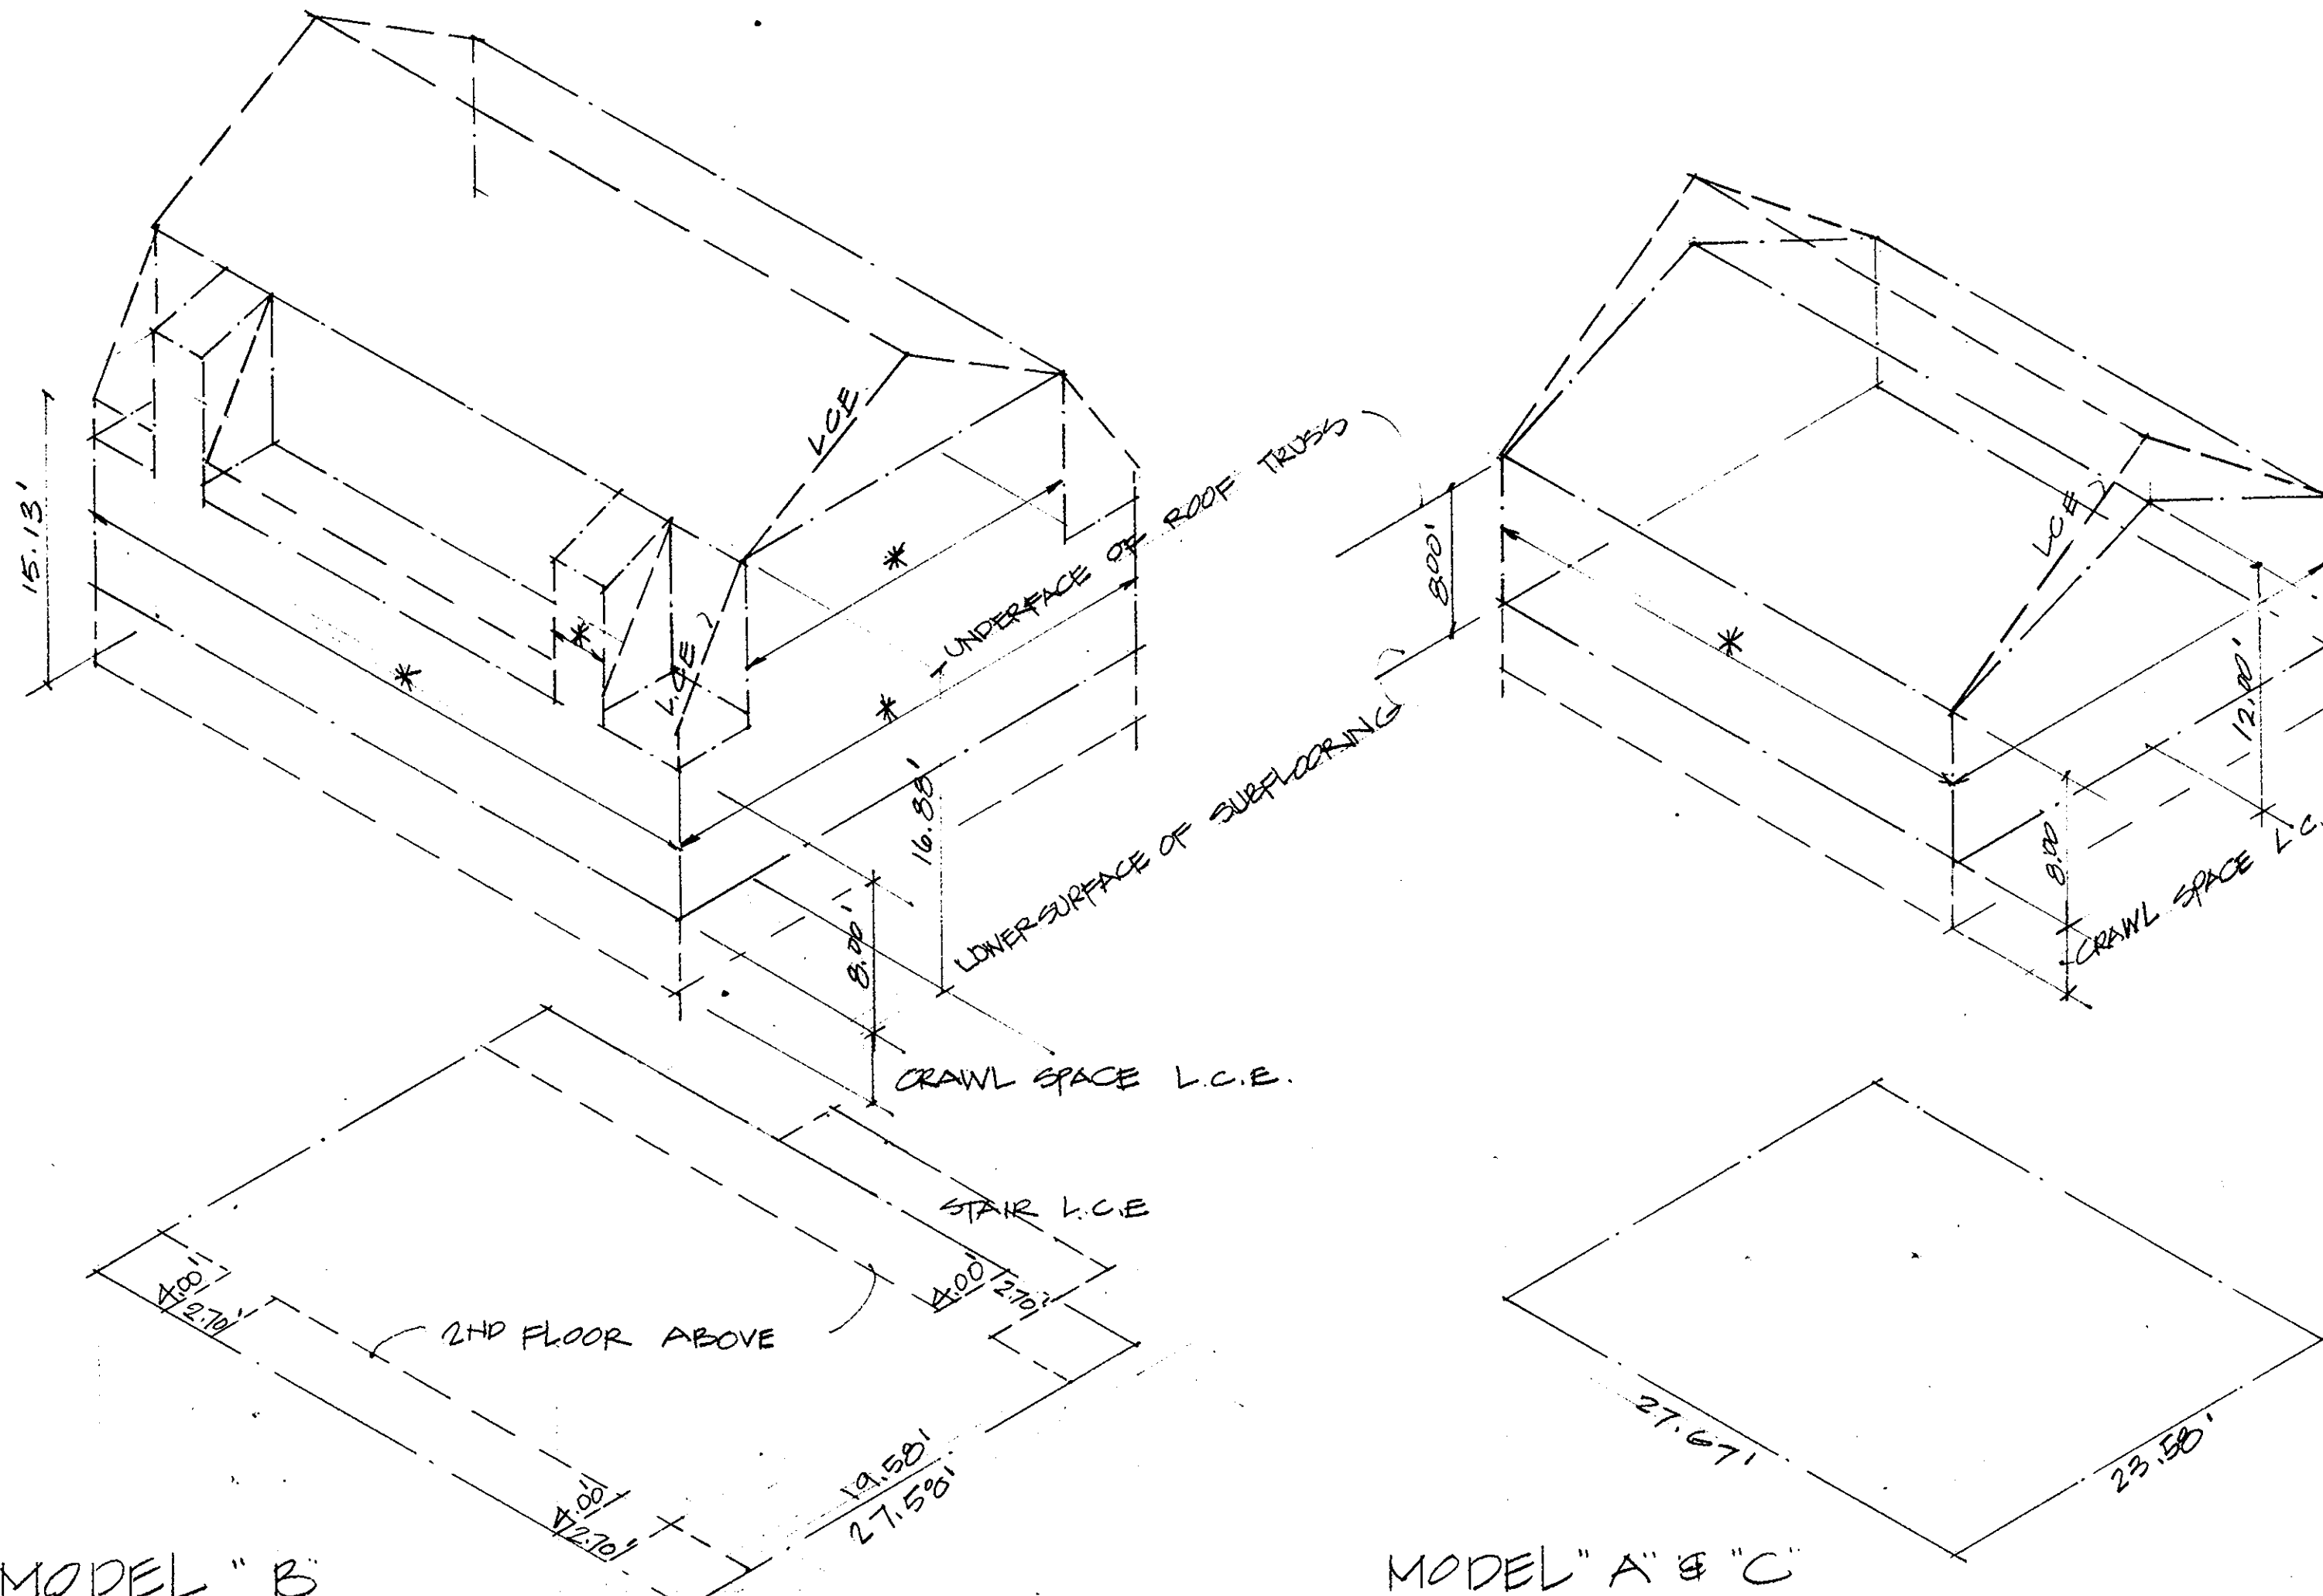 LCE
15.13'
*
UNDERFACE OF ROOF TRUSS
8.00'
LCE
*
*
*
*
LCE
16.88'
8.00'
LOWER SURFACE OF SUBFLOORING
12.00'
8.00'
CRAWL SPACE L.C.
CRAWL SPACE L.C.E.
STAIR L.C.E
4.00'
2.70'
4.00'
2.70'
2ND FLOOR ABOVE
4.00'
2.70'
19.58'
27.58'
27.67'
23.58'
MODEL "B"
MODEL "A" & "C"